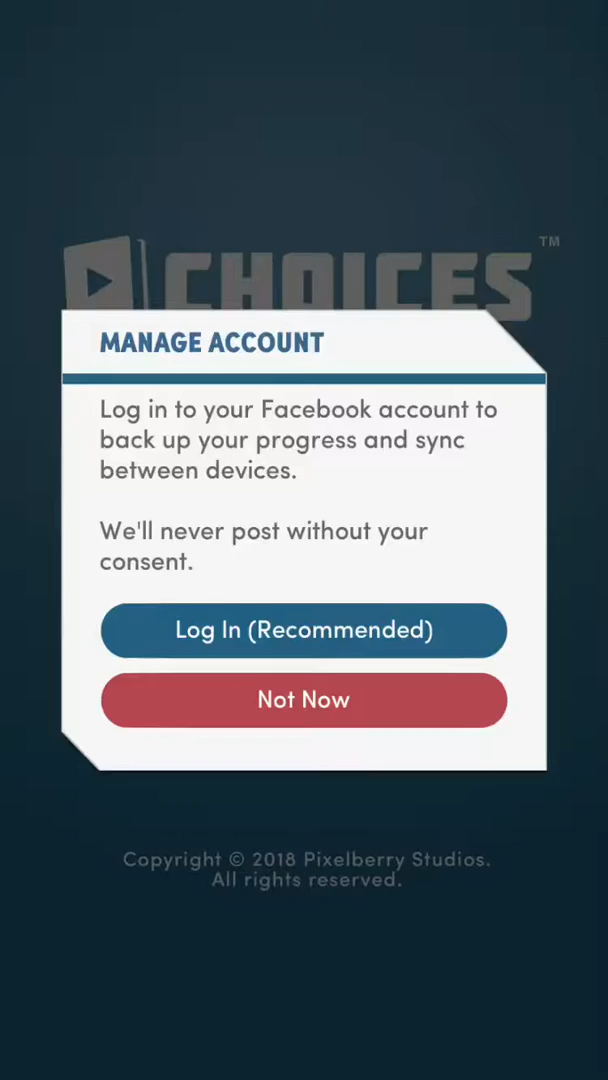 CHOICES™
MANAGE ACCOUNT
Log in to your Facebook account to
back up your progress and sync
between devices.
We'll never post without your
consent.
Log In (Recommended)
Not Now
Copyright © 2018 Pixelberry Studios.
All rights reserved.